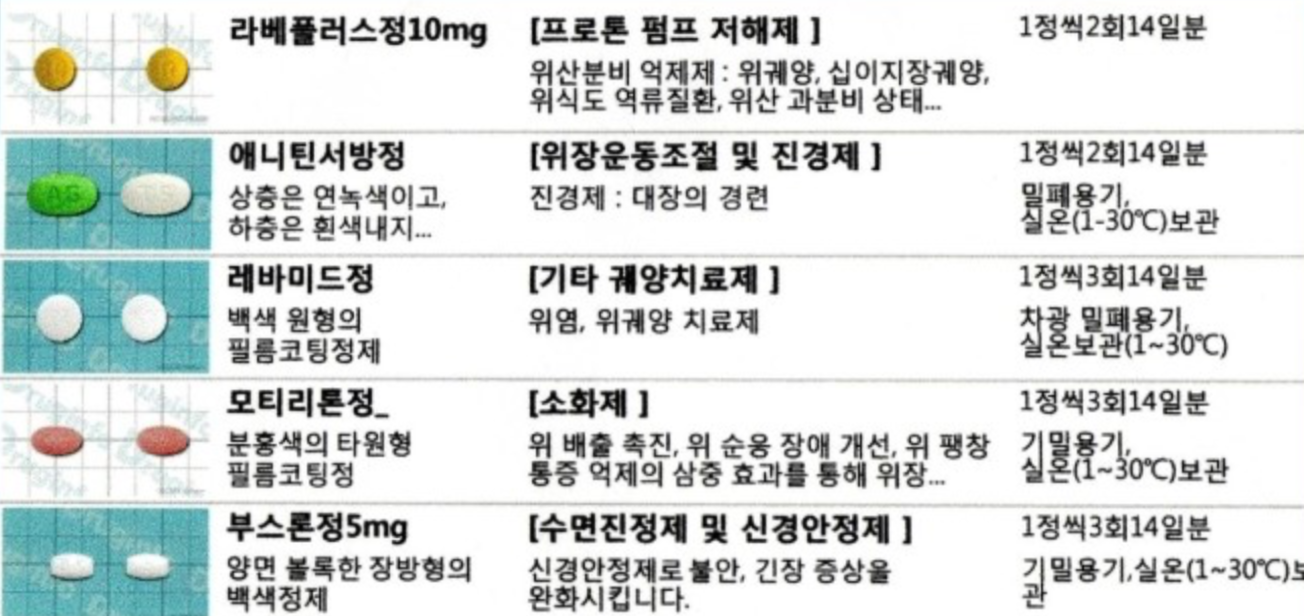 라베풀러스정10mg [프로톤 펌프 저해제 ] 1정씩2회14일분
위산분비 억제제 : 위궤양, 십이지장궤양,
위식도 역류질환, 위산 과분비 상태...
애니틴서방정 [위장운동조절 및 진경제 ] 1정씩2회14일분
상층은 연녹색이고, 진경제 : 대장의 경련 밀폐용기,
하층은 흰색내지... 실온(1-30℃)보관
레바미드정 [기타 궤양치료제 ] 1정씩3회14일분
백색 원형의 위염, 위궤양 치료제 차광 밀폐용기,
필름코팅정제 실온보관(1~30℃)
모티리톤정_ [소화제 ] 1정씩3회14일분
분홍색의 타원형 위 배출 촉진, 위 순응 장애 개선, 위 팽창 기밀용기,
필름코팅정 통증 억제의 삼중 효과를 통해 위장... 실온(1~30℃)보관
부스론정5mg [수면진정제 및 신경안정제 ] 1정씩3회14일분
양면 볼록한 장방형의 신경안정제로 불안, 긴장 증상을 기밀용기,실온(1~30℃)보
백색정제 완화시킵니다. 관